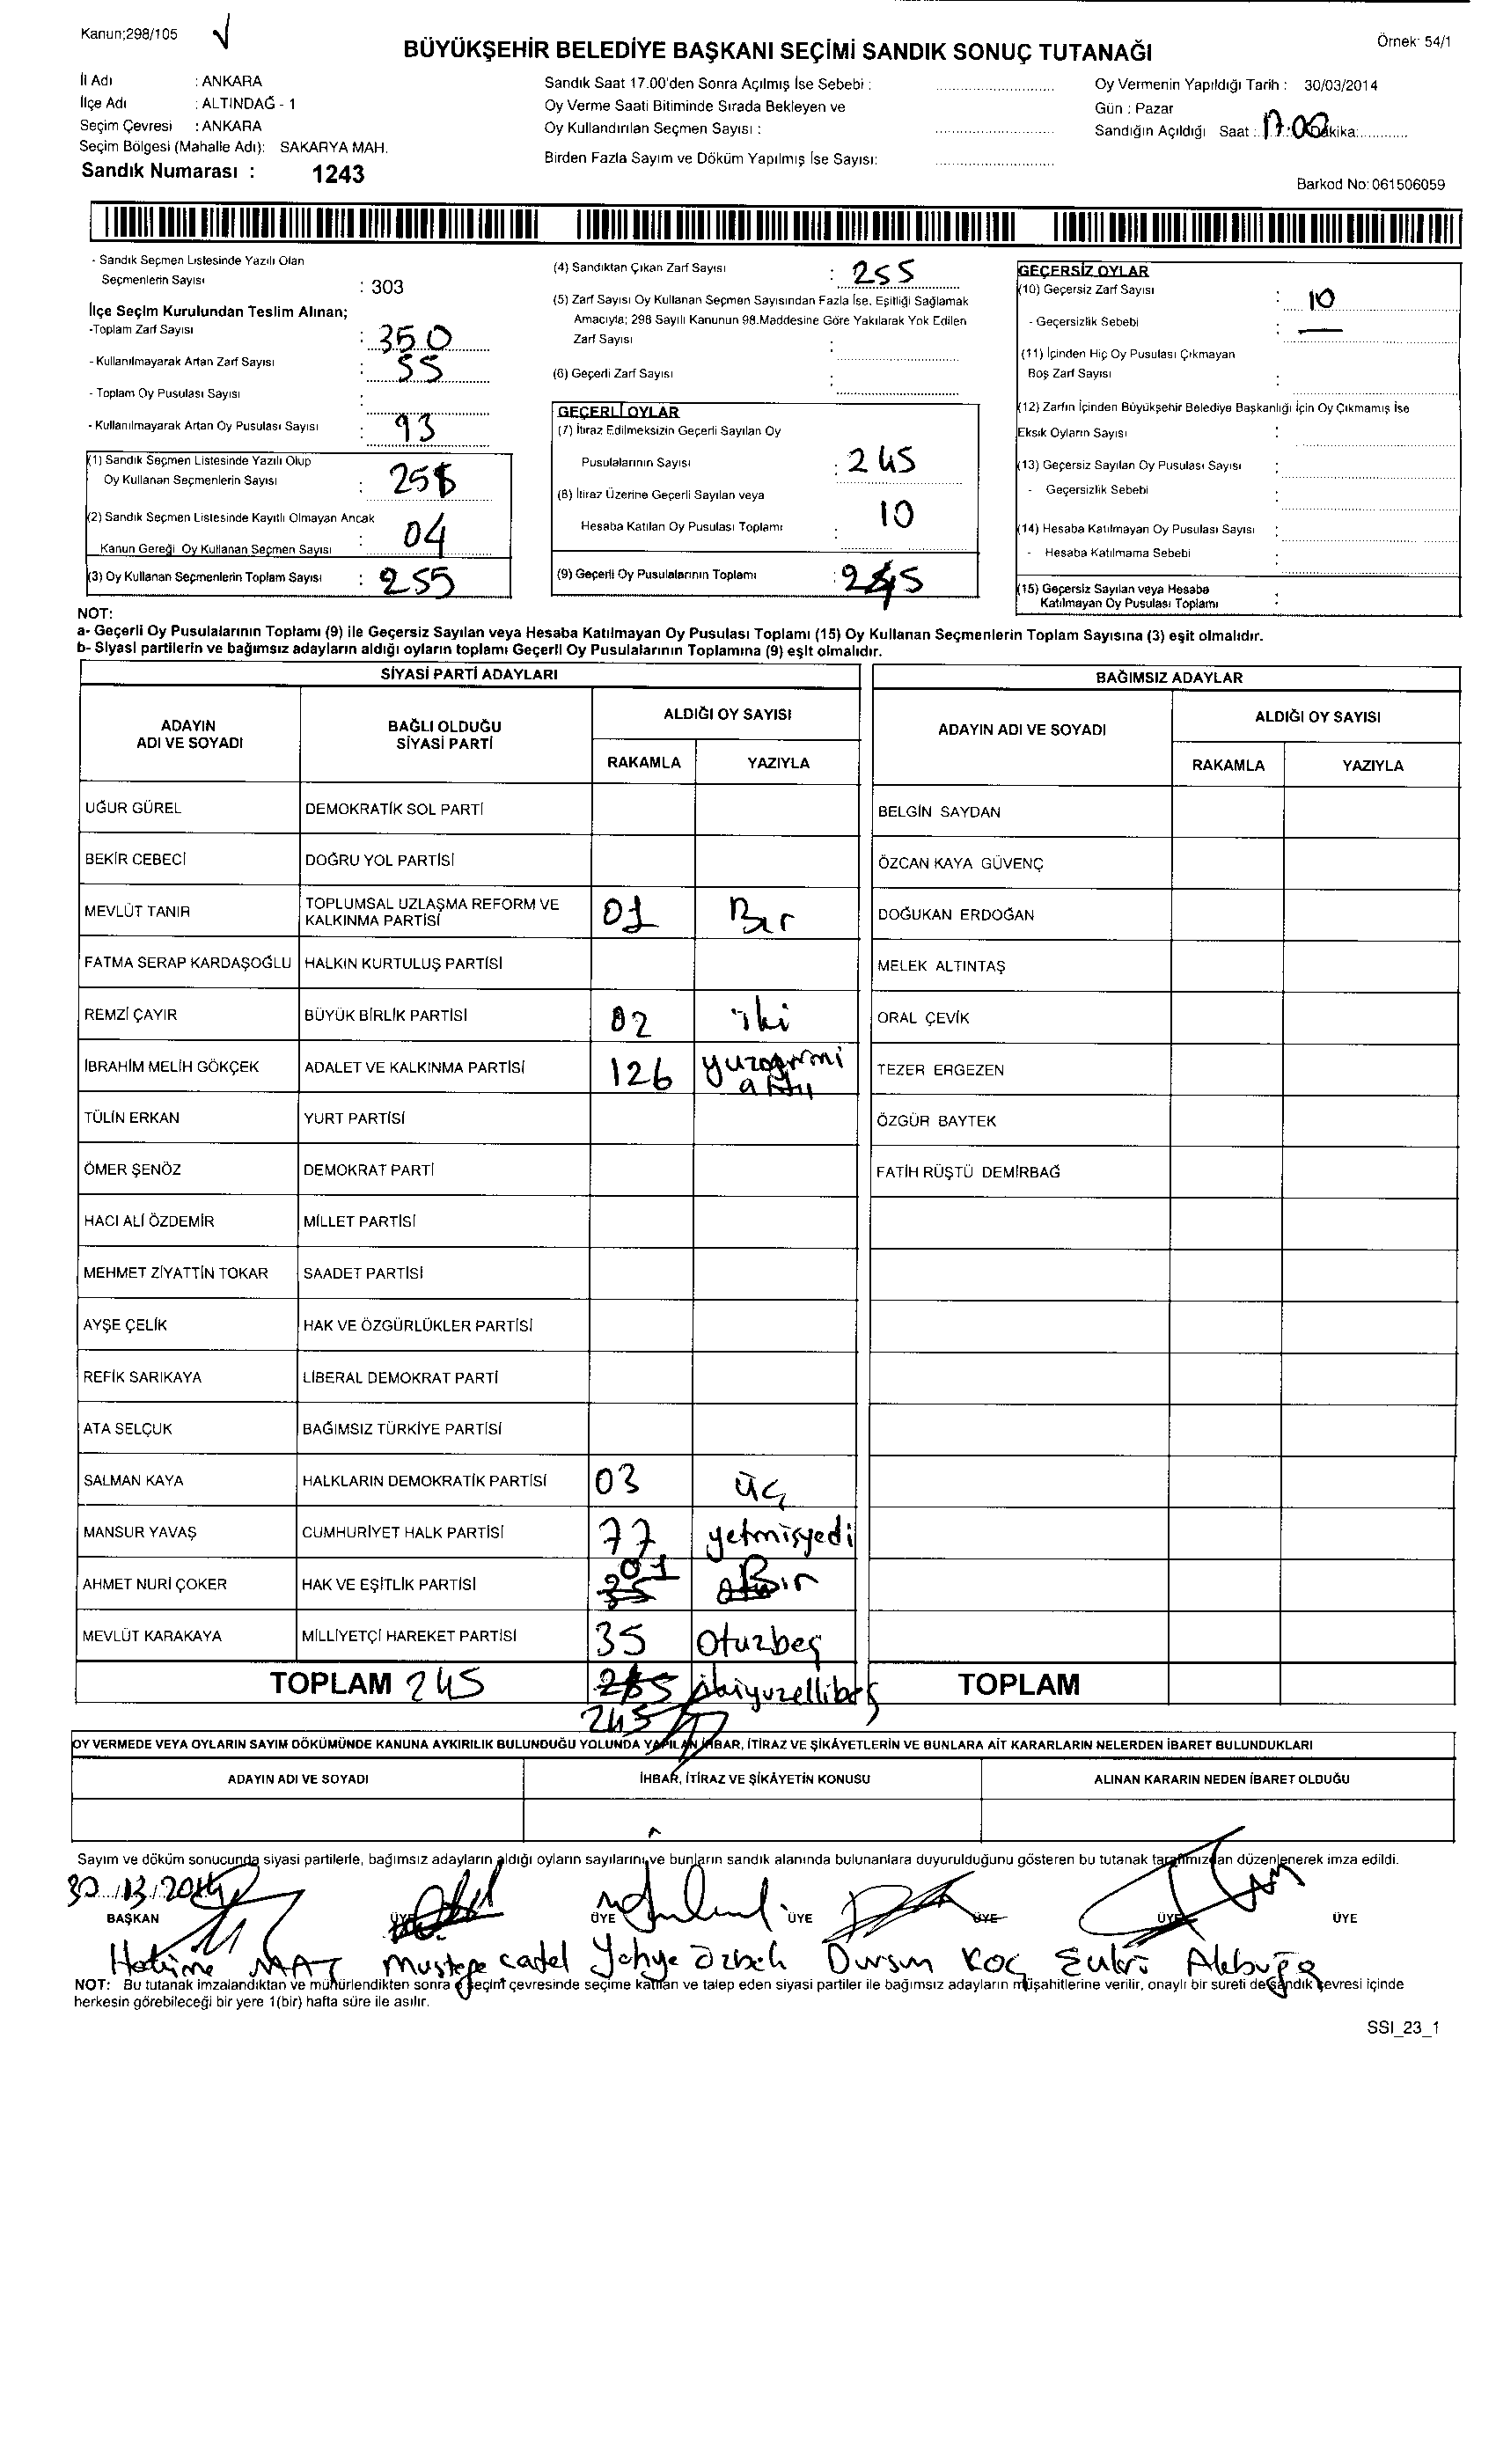 Kanun;298/105
Örnek: 54/1
BÜYÜKŞEHİR BELEDİYE BAŞKANI SEÇİMİ SANDIK SONUÇ TUTANAĞI
İl Adı : ANKARA
İlçe Adı : ALTINDAĞ - 1
Seçim Çevresi : ANKARA
Seçim Bölgesi (Mahalle Adı): SAKARYA MAH.
Sandık Numarası : 1243
Sandık Saat 17.00'den Sonra Açılmış İse Sebebi :
Oy Verme Saati Bitiminde Sırada Bekleyen ve
Oy Kullandırılan Seçmen Sayısı :
Birden Fazla Sayım ve Döküm Yapılmış İse Sayısı:
Oy Vermenin Yapıldığı Tarih : 30/03/2014
Gün : Pazar
Sandığın Açıldığı Saat : 17:00 Dakika:
Barkod No: 061506059
- Sandık Seçmen Listesinde Yazılı Olan
Seçmenlerin Sayısı : 303
İlçe Seçim Kurulundan Teslim Alınan;
-Toplam Zarf Sayısı : 350
- Kullanılmayarak Artan Zarf Sayısı : 55
- Toplam Oy Pusulası Sayısı :
- Kullanılmayarak Artan Oy Pusulası Sayısı : 93
(1) Sandık Seçmen Listesinde Yazılı Olup
Oy Kullanan Seçmenlerin Sayısı :
(2) Sandık Seçmen Listesinde Kayıtlı Olmayan Ancak
Kanun Gereği Oy Kullanan Seçmen Sayısı : 04
(3) Oy Kullanan Seçmenlerin Toplam Sayısı : 255
(4) Sandıktan Çıkan Zarf Sayısı : 255
(5) Zarf Sayısı Oy Kullanan Seçmen Sayısından Fazla İse, Eşitliği Sağlamak
Amacıyla; 298 Sayılı Kanunun 98.Maddesine Göre Yakılarak Yok Edilen
Zarf Sayısı :
(6) Geçerli Zarf Sayısı :
GEÇERLİ OYLAR
(7) İtiraz Edilmeksizin Geçerli Sayılan Oy
Pusulalarının Sayısı : 245
(8) İtiraz Üzerine Geçerli Sayılan veya
Hesaba Katılan Oy Pusulası Toplamı : 10
(9) Geçerli Oy Pusulalarının Toplamı : 245
GEÇERSİZ OYLAR
(10) Geçersiz Zarf Sayısı : 10
- Geçersizlik Sebebi : —
(11) İçinden Hiç Oy Pusulası Çıkmayan
Boş Zarf Sayısı :
(12) Zarfın İçinden Büyükşehir Belediye Başkanlığı İçin Oy Çıkmamış İse
Eksik Oyların Sayısı :
(13) Geçersiz Sayılan Oy Pusulası Sayısı :
- Geçersizlik Sebebi :
(14) Hesaba Katılmayan Oy Pusulası Sayısı :
- Hesaba Katılmama Sebebi :
(15) Geçersiz Sayılan veya Hesaba
Katılmayan Oy Pusulası Toplamı :
NOT:
a- Geçerli Oy Pusulalarının Toplamı (9) ile Geçersiz Sayılan veya Hesaba Katılmayan Oy Pusulası Toplamı (15) Oy Kullanan Seçmenlerin Toplam Sayısına (3) eşit olmalıdır.
b- Siyasi partilerin ve bağımsız adayların aldığı oyların toplamı Geçerli Oy Pusulalarının Toplamına (9) eşit olmalıdır.
SİYASİ PARTİ ADAYLARI
ADAYIN ADI VE SOYADI BAĞLI OLDUĞU SİYASİ PARTİ ALDIĞI OY SAYISI
RAKAMLA YAZIYLA
UĞUR GÜREL DEMOKRATİK SOL PARTİ
BEKİR CEBECİ DOĞRU YOL PARTİSİ
MEVLÜT TANIR TOPLUMSAL UZLAŞMA REFORM VE KALKINMA PARTİSİ 01 Bir
FATMA SERAP KARDAŞOĞLU HALKIN KURTULUŞ PARTİSİ
REMZİ ÇAYIR BÜYÜK BİRLİK PARTİSİ 02 iki
İBRAHİM MELİH GÖKÇEK ADALET VE KALKINMA PARTİSİ 126
TÜLİN ERKAN YURT PARTİSİ
ÖMER ŞENÖZ DEMOKRAT PARTİ
HACI ALİ ÖZDEMİR MİLLET PARTİSİ
MEHMET ZİYATTİN TOKAR SAADET PARTİSİ
AYŞE ÇELİK HAK VE ÖZGÜRLÜKLER PARTİSİ
REFİK SARIKAYA LİBERAL DEMOKRAT PARTİ
ATA SELÇUK BAĞIMSIZ TÜRKİYE PARTİSİ
SALMAN KAYA HALKLARIN DEMOKRATİK PARTİSİ 03 üç
MANSUR YAVAŞ CUMHURİYET HALK PARTİSİ 77 yetmişyedi
AHMET NURİ ÇOKER HAK VE EŞİTLİK PARTİSİ 01 Bir
MEVLÜT KARAKAYA MİLLİYETÇİ HAREKET PARTİSİ 35 Otuzbeş
TOPLAM 245 ikiyuzellibeş
245
BAĞIMSIZ ADAYLAR
ADAYIN ADI VE SOYADI ALDIĞI OY SAYISI
RAKAMLA YAZIYLA
BELGİN SAYDAN
ÖZCAN KAYA GÜVENÇ
DOĞUKAN ERDOĞAN
MELEK ALTINTAŞ
ORAL ÇEVİK
TEZER ERGEZEN
ÖZGÜR BAYTEK
FATİH RÜŞTÜ DEMİRBAĞ
TOPLAM
OY VERMEDE VEYA OYLARIN SAYIM DÖKÜMÜNDE KANUNA AYKIRILIK BULUNDUĞU YOLUNDA YAPILAN İHBAR, İTİRAZ VE ŞİKÂYETLERİN VE BUNLARA AİT KARARLARIN NELERDEN İBARET BULUNDUKLARI
ADAYIN ADI VE SOYADI İHBAR, İTİRAZ VE ŞİKÂYETİN KONUSU ALINAN KARARIN NEDEN İBARET OLDUĞU
Sayım ve döküm sonucunda siyasi partilerle, bağımsız adayların aldığı oyların sayılarını ve bunların sandık alanında bulunanlara duyurulduğunu gösteren bu tutanak tarafımızdan düzenlenerek imza edildi.
BAŞKAN ÜYE ÜYE ÜYE ÜYE ÜYE ÜYE
Dursun Koç
NOT: Bu tutanak imzalandıktan ve mühürlendikten sonra o seçim çevresinde seçime katılan ve talep eden siyasi partiler ile bağımsız adayların müşahitlerine verilir, onaylı bir sureti de sandık çevresi içinde
herkesin görebileceği bir yere 1(bir) hafta süre ile asılır.
SSI_23_1